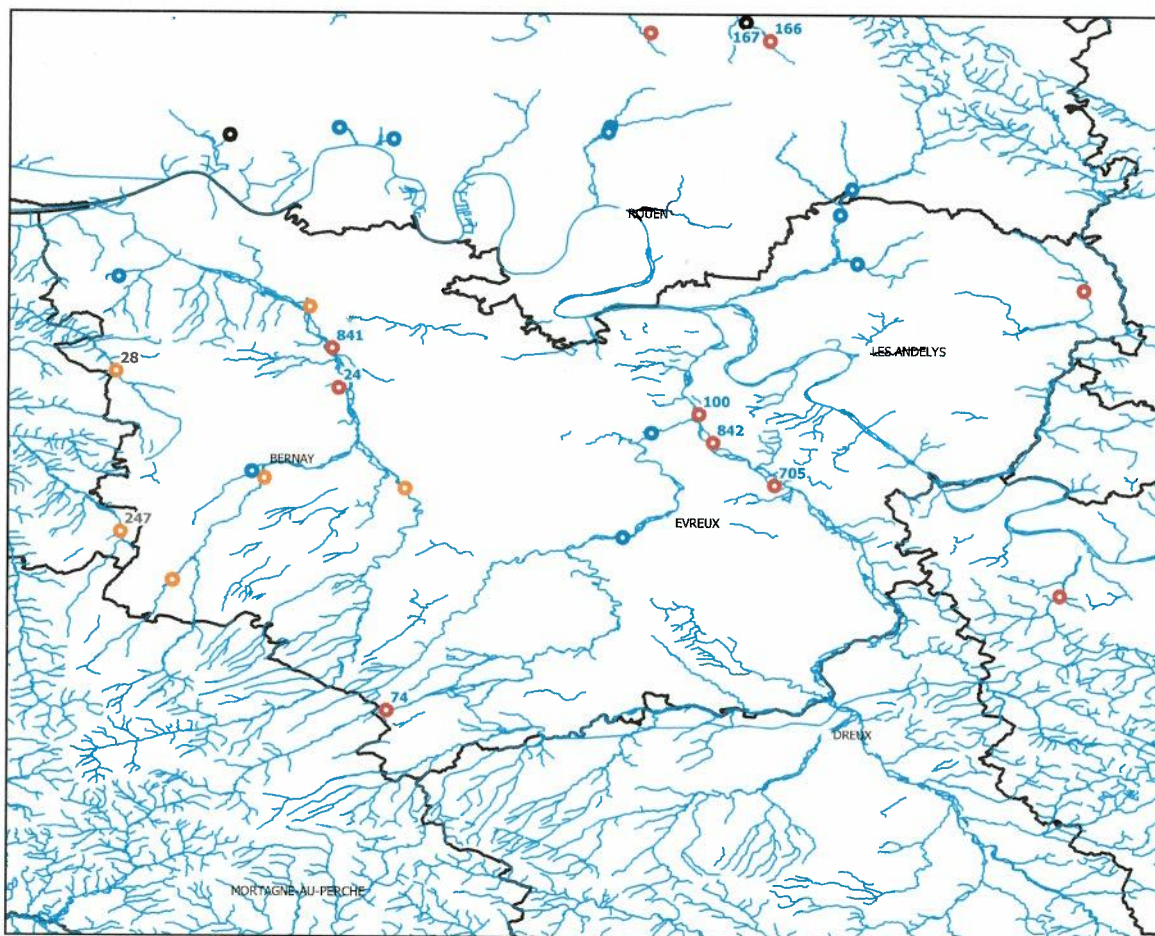 166
167
ROUEN
841
LES ANDELYS
28
24
100
842
BERNAY
705
247
EVREUX
74
DREUX
MORTAGNE-AU-PERCHE